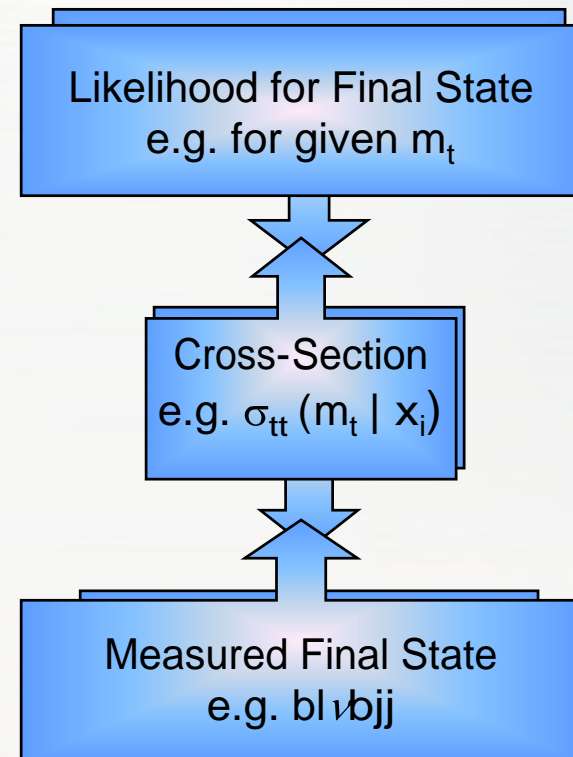 Likelihood for Final State
e.g. for given mₜ
Cross-Section
e.g. σₜₜ (mₜ | xᵢ)
Measured Final State
e.g. blνbjj